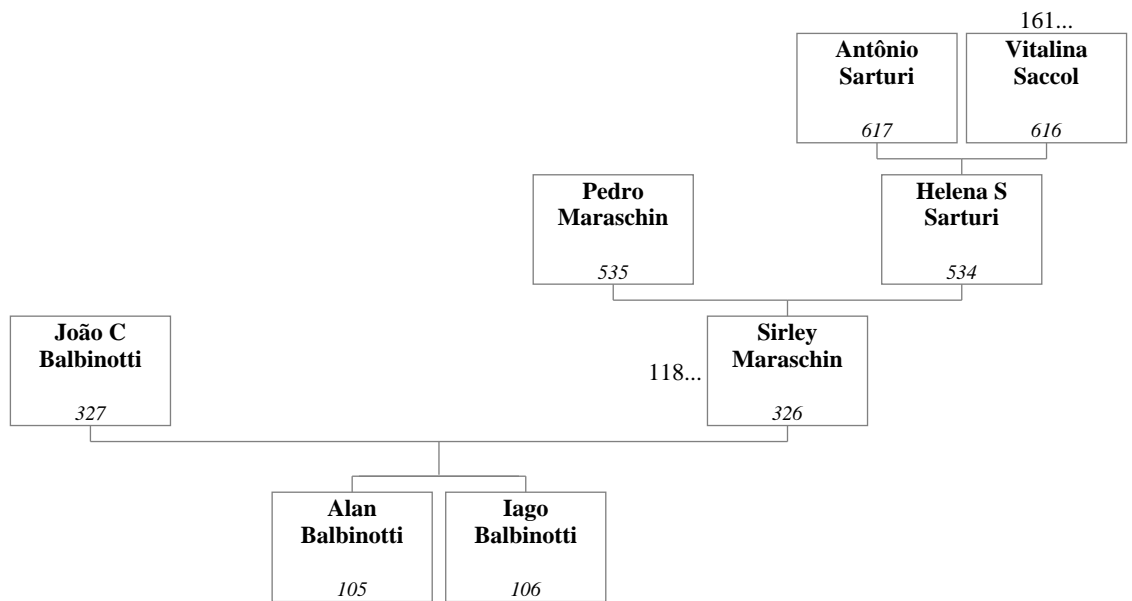 161...
Antônio
Sarturi
617
Vitalina
Saccol
616
Pedro
Maraschin
535
Helena S
Sarturi
534
João C
Balbinotti
327
118...
Sirley
Maraschin
326
Alan
Balbinotti
105
Iago
Balbinotti
106